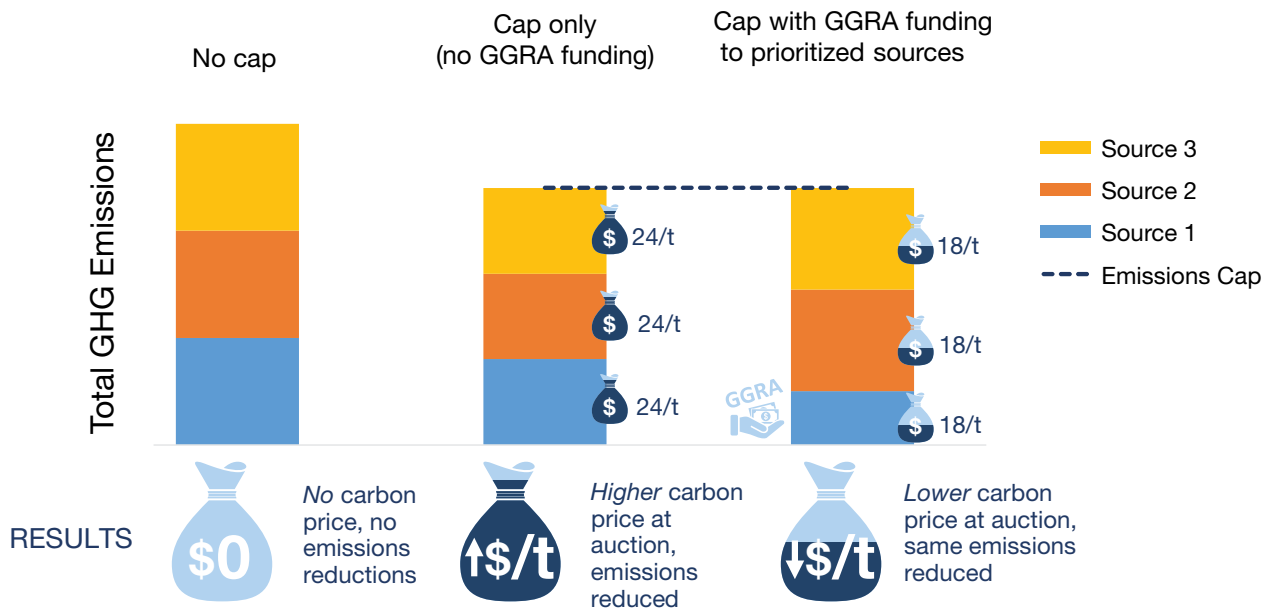 No cap
Cap only
(no GGRA funding)
Cap with GGRA funding
to prioritized sources
Total GHG Emissions
Source 3
Source 2
Source 1
Emissions Cap
$ 24/t
$ 24/t
$ 24/t
GGRA
$
$ 18/t
$ 18/t
$ 18/t
RESULTS
$0
No carbon
price, no
emissions
reductions
↑$/t
Higher carbon
price at
auction,
emissions
reduced
↓$/t
Lower carbon
price at auction,
same emissions
reduced